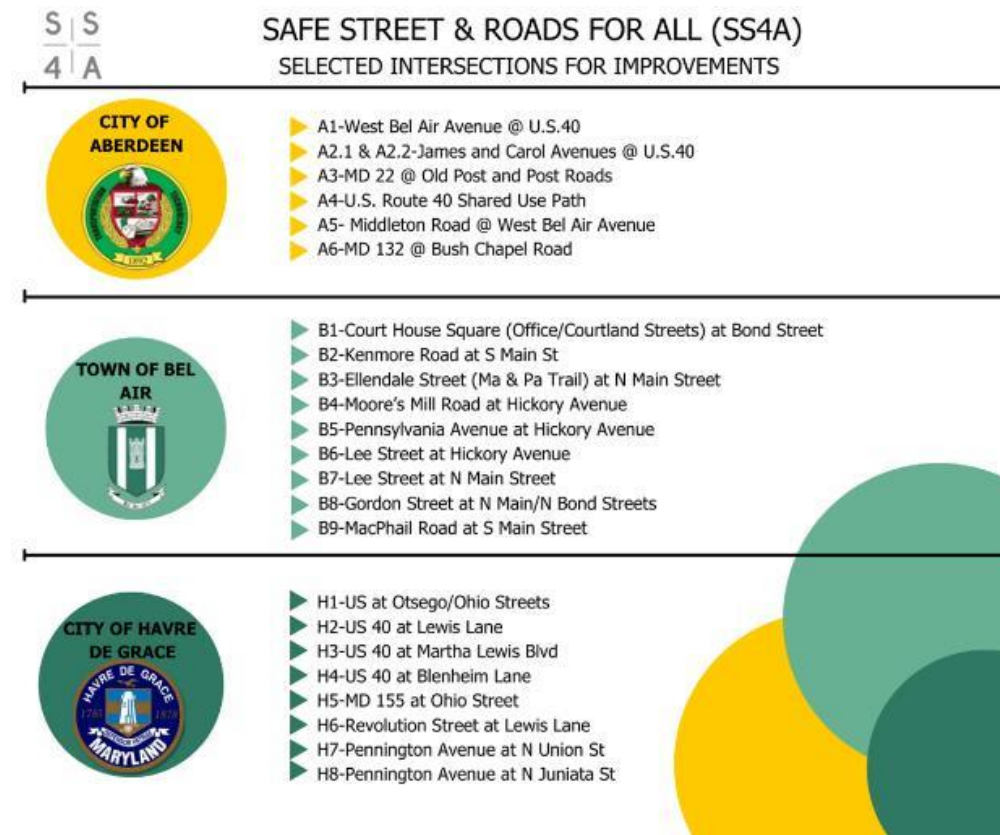 S S
4 A
SAFE STREET & ROADS FOR ALL (SS4A)
SELECTED INTERSECTIONS FOR IMPROVEMENTS
CITY OF
ABERDEEN
1892
A1-West Bel Air Avenue @ U.S.40
A2.1 & A2.2-James and Carol Avenues @ U.S.40
A3-MD 22 @ Old Post and Post Roads
A4-U.S. Route 40 Shared Use Path
A5- Middleton Road @ West Bel Air Avenue
A6-MD 132 @ Bush Chapel Road
TOWN OF BEL
AIR
B1-Court House Square (Office/Courtland Streets) at Bond Street
B2-Kenmore Road at S Main St
B3-Ellendale Street (Ma & Pa Trail) at N Main Street
B4-Moore's Mill Road at Hickory Avenue
B5-Pennsylvania Avenue at Hickory Avenue
B6-Lee Street at Hickory Avenue
B7-Lee Street at N Main Street
B8-Gordon Street at N Main/N Bond Streets
B9-MacPhail Road at S Main Street
CITY OF HAVRE
DE GRACE
HAVRE DE GRACE
MARYLAND
H1-US at Otsego/Ohio Streets
H2-US 40 at Lewis Lane
H3-US 40 at Martha Lewis Blvd
H4-US 40 at Blenheim Lane
H5-MD 155 at Ohio Street
H6-Revolution Street at Lewis Lane
H7-Pennington Avenue at N Union St
H8-Pennington Avenue at N Juniata St